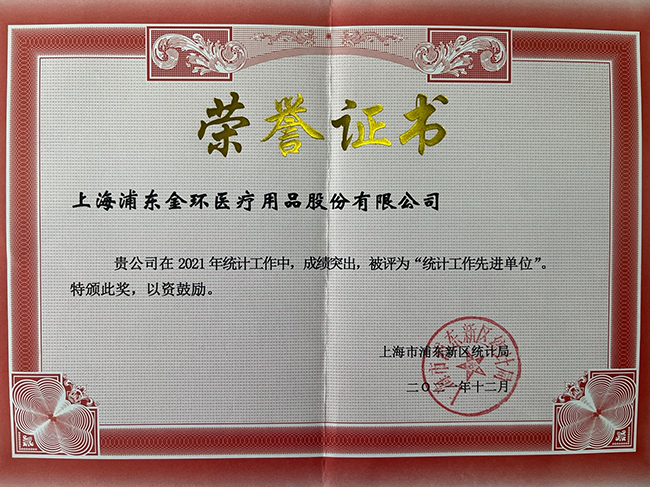 荣誉证书
上海浦东金环医疗用品股份有限公司
贵公司在 2021 年统计工作中，成绩突出，被评为“统计工作先进单位”。
特颁此奖，以资鼓励。
上海市浦东新区统计局
二〇二一年十二月